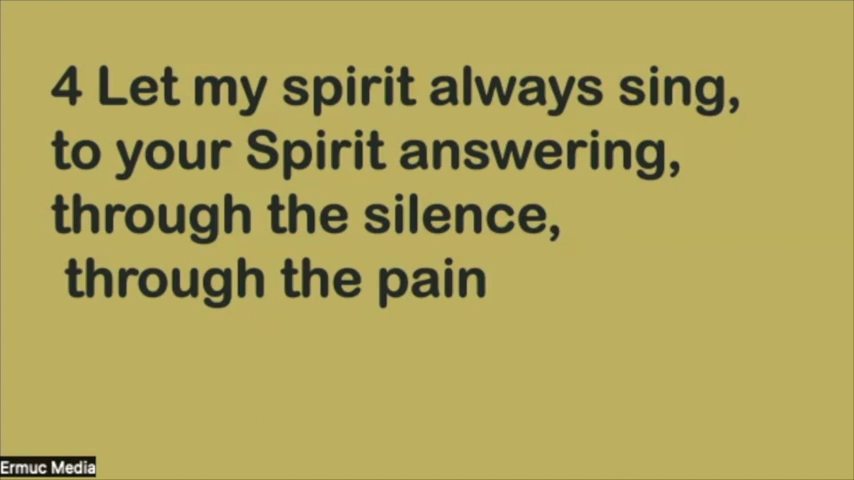 4 Let my spirit always sing,
to your Spirit answering,
through the silence,
through the pain
Ermuc Media